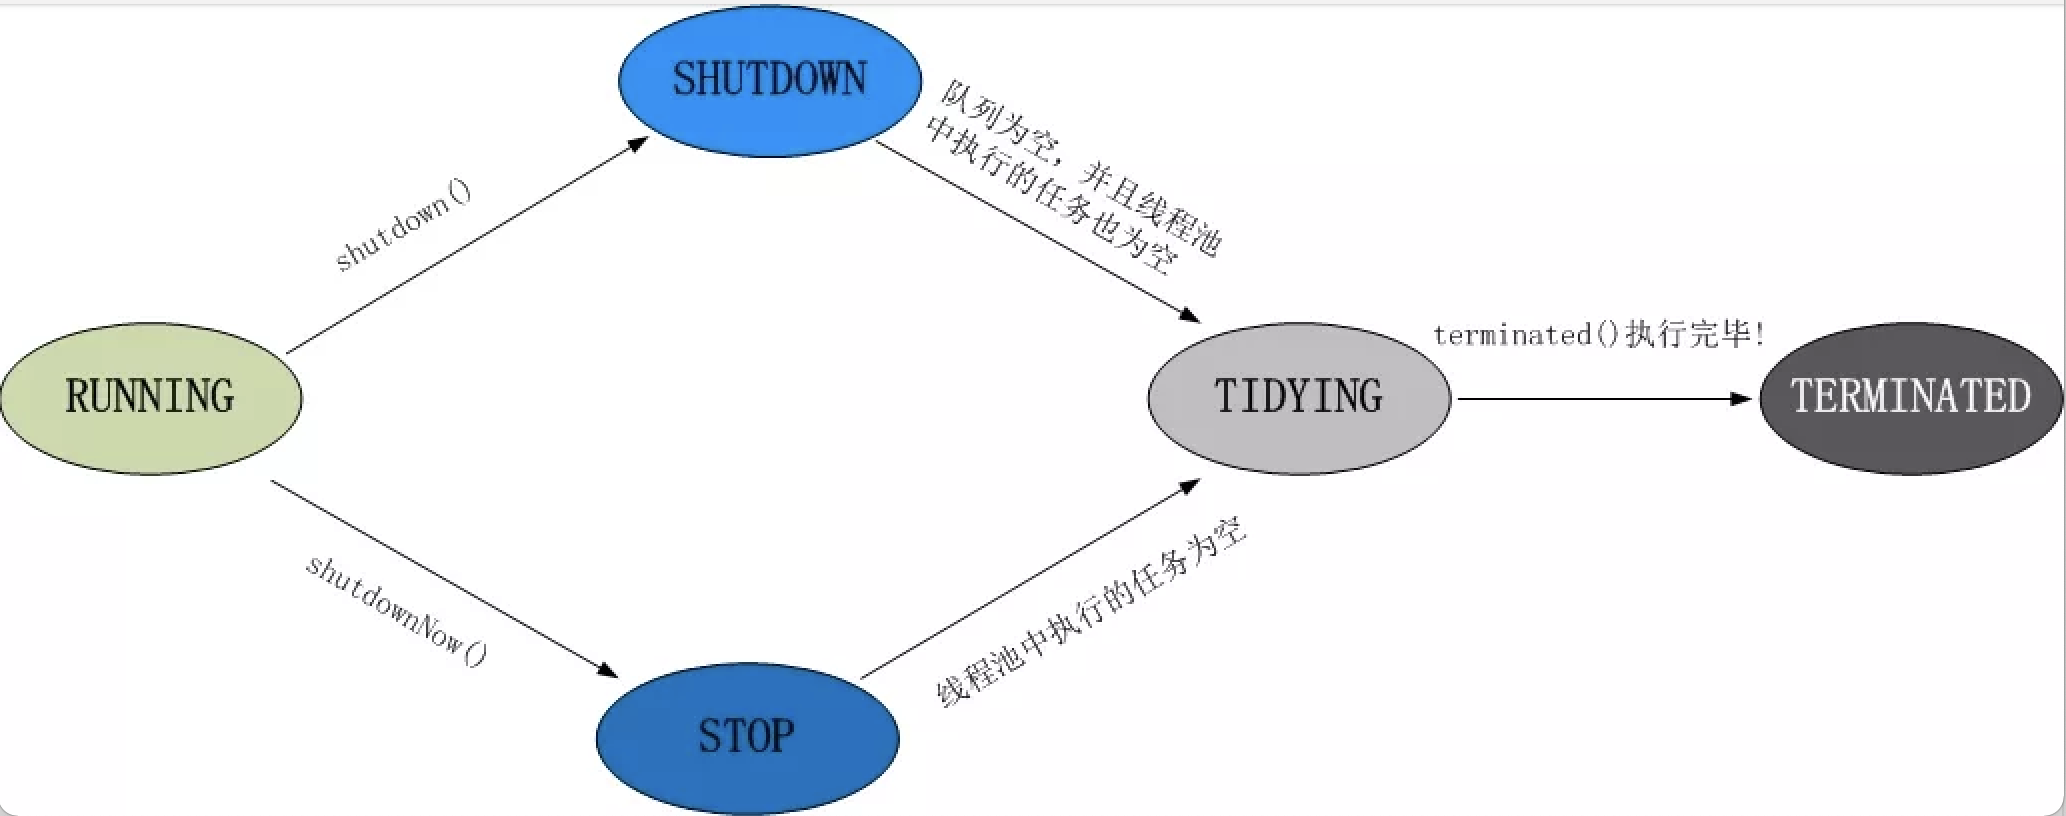 SHUTDOWN
队列为空，并且线程池
中执行的任务也为空
shutdown()
RUNNING
TIDYING
terminated()执行完毕!
TERMINATED
shutdownNow()
线程池中执行的任务为空
STOP